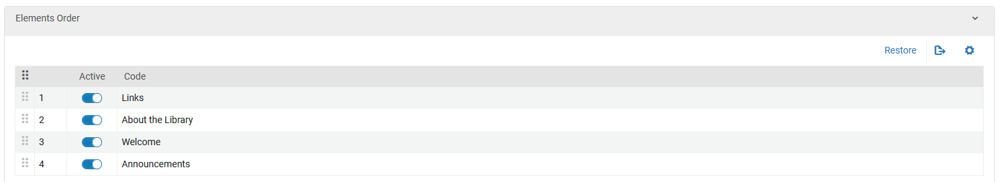 Elements Order
Restore
Active Code
1 Links
2 About the Library
3 Welcome
4 Announcements